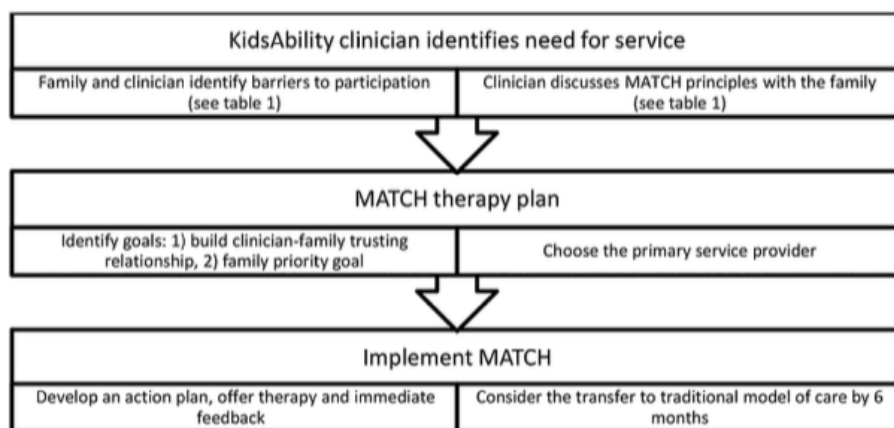 KidsAbility clinician identifies need for service
Family and clinician identify barriers to participation
(see table 1)
Clinician discusses MATCH principles with the family
(see table 1)
MATCH therapy plan
Identify goals: 1) build clinician-family trusting
relationship, 2) family priority goal
Choose the primary service provider
Implement MATCH
Develop an action plan, offer therapy and immediate
feedback
Consider the transfer to traditional model of care by 6
months